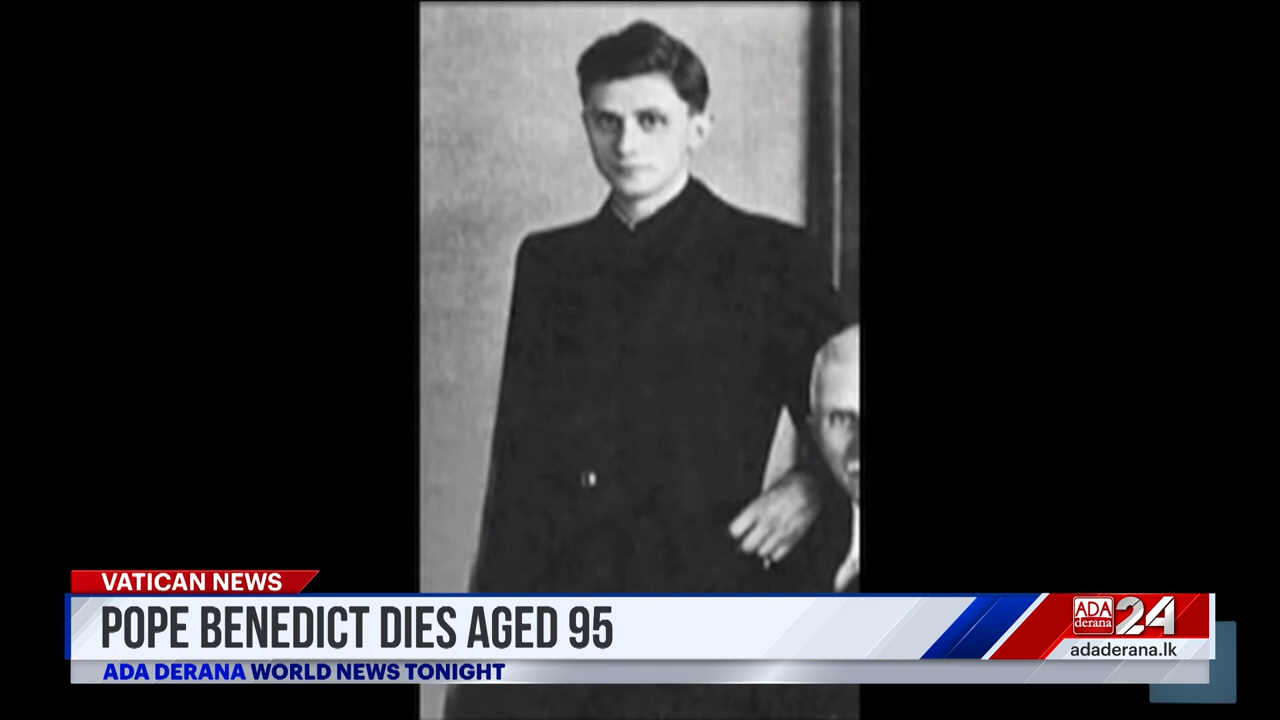 VATICAN NEWS
POPE BENEDICT DIES AGED 95
ADA DERANA WORLD NEWS TONIGHT
ADA
derana
24
adaderana.lk